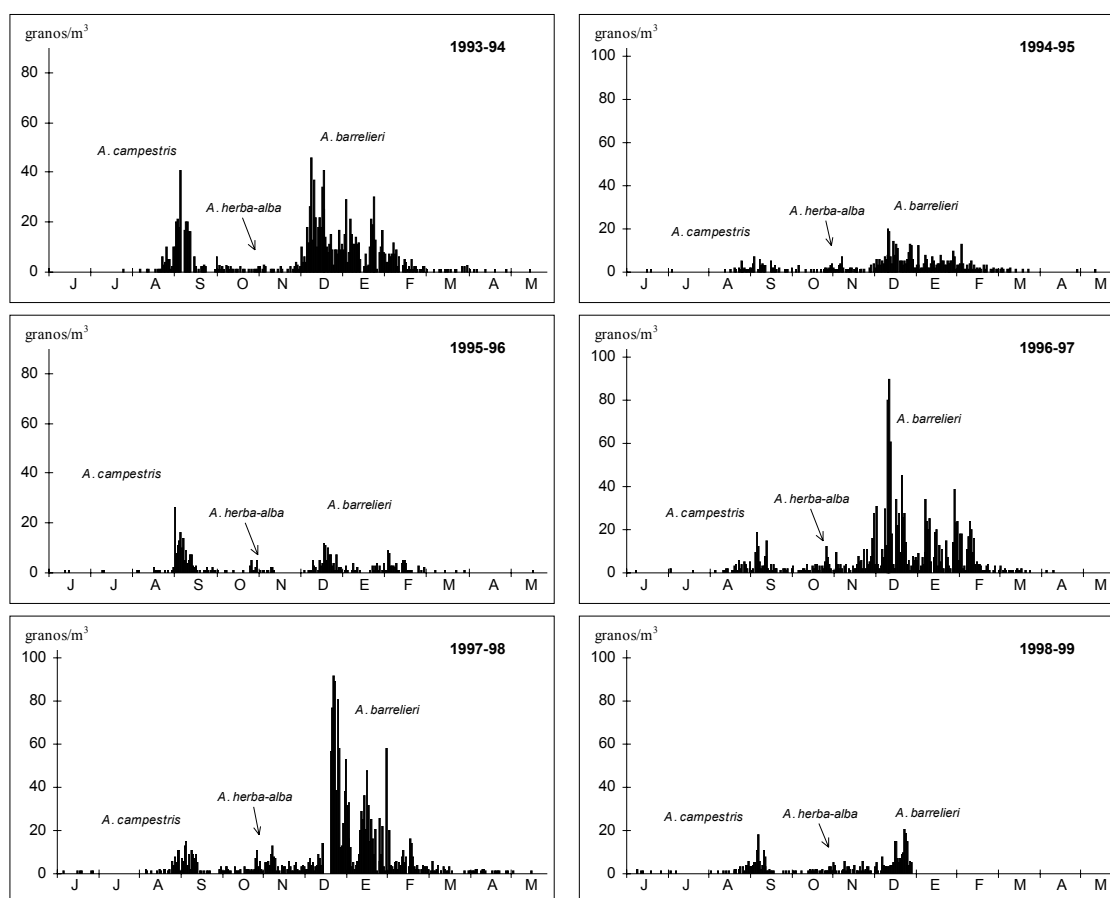 granos/m³
1993-94
80
60
40
20
0
A. campestris
A. herba-alba
A. barrelieri
J J A S O N D E F M A M
granos/m³
1994-95
100
80
60
40
20
0
A. campestris
A. herba-alba
A. barrelieri
J J A S O N D E F M A M
granos/m³
1995-96
80
60
40
20
0
A. campestris
A. herba-alba
A. barrelieri
J J A S O N D E F M A M
granos/m³
1996-97
100
80
60
40
20
0
A. campestris
A. herba-alba
A. barrelieri
J J A S O N D E F M A M
granos/m³
1997-98
100
80
60
40
20
0
A. campestris
A. herba-alba
A. barrelieri
J J A S O N D E F M A M
granos/m³
1998-99
100
80
60
40
20
0
A. campestris
A. herba-alba
A. barrelieri
J J A S O N D E F M A M